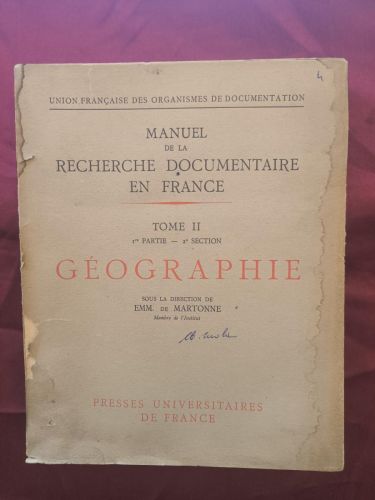 4
UNION FRANÇAISE DES ORGANISMES DE DOCUMENTATION
MANUEL
DE LA
RECHERCHE DOCUMENTAIRE
EN FRANCE
TOME II
1re PARTIE — 2e SECTION
GÉOGRAPHIE
SOUS LA DIRECTION DE
EMM. DE MARTONNE
Membre de l'Institut
PRESSES UNIVERSITAIRES
DE FRANCE